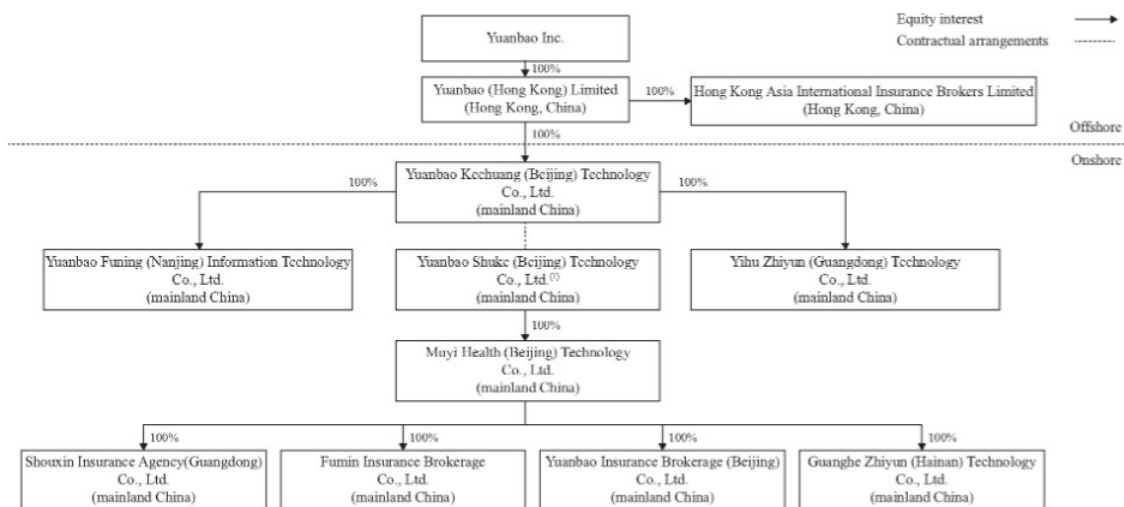 Yuanbao Inc.
Equity interest
Contractual arrangements
100%
Yuanbao (Hong Kong) Limited
(Hong Kong, China)
100%
Hong Kong Asia International Insurance Brokers Limited
(Hong Kong, China)
100%
Offshore
Onshore
Yuanbao Kechuang (Beijing) Technology
Co., Ltd.
(mainland China)
100%
100%
Yuanbao Funing (Nanjing) Information Technology
Co., Ltd.
(mainland China)
Yuanbao Shuke (Beijing) Technology
Co., Ltd.(1)
(mainland China)
Yihu Zhiyun (Guangdong) Technology
Co., Ltd.
(mainland China)
100%
Muyi Health (Beijing) Technology
Co., Ltd.
(mainland China)
100%
100%
100%
100%
Shouxin Insurance Agency(Guangdong)
Co., Ltd.
(mainland China)
Fumin Insurance Brokerage
Co., Ltd.
(mainland China)
Yuanbao Insurance Brokerage (Beijing)
Co., Ltd.
(mainland China)
Guanghe Zhiyun (Hainan) Technology
Co., Ltd.
(mainland China)